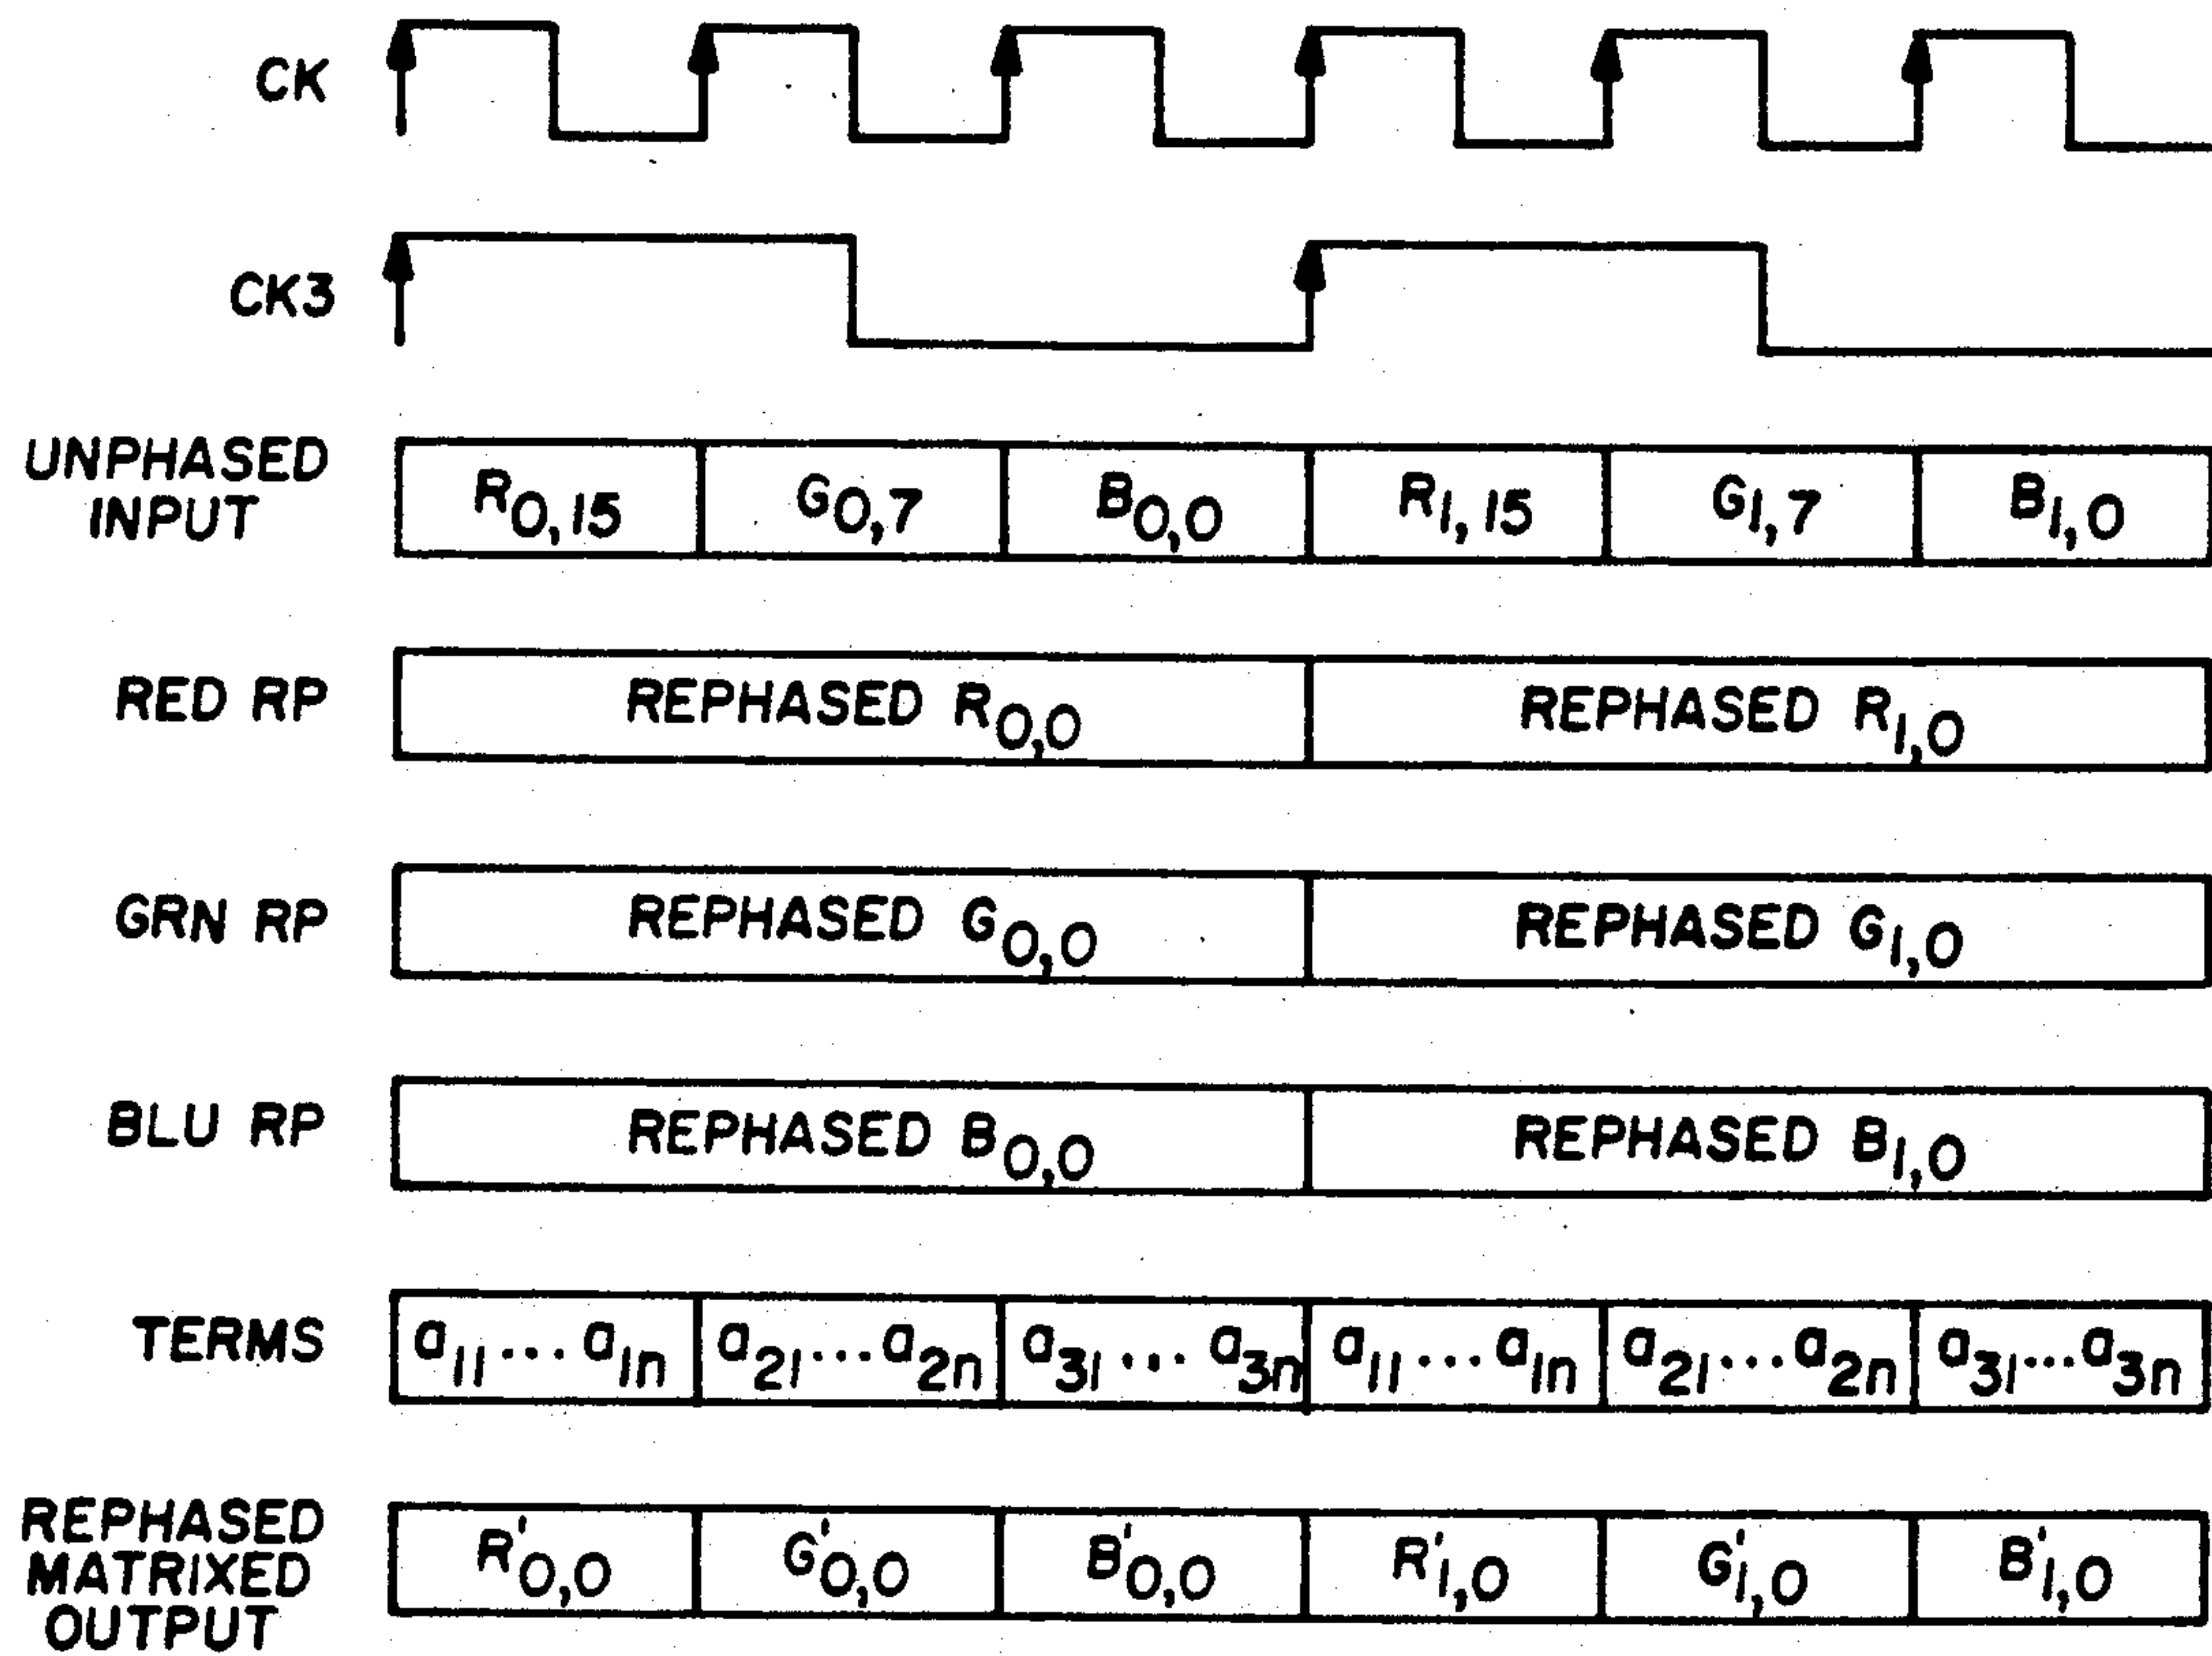 CK
CK3
UNPHASED
INPUT
R0,15 G0,7 B0,0 R1,15 G1,7 B1,0
RED RP
REPHASED R0,0 REPHASED R1,0
GRN RP
REPHASED G0,0 REPHASED G1,0
BLU RP
REPHASED B0,0 REPHASED B1,0
TERMS
a11...a1n a21...a2n a31...a3n a11...a1n a21...a2n a31...a3n
REPHASED
MATRIXED
OUTPUT
R'0,0 G'0,0 B'0,0 R'1,0 G'1,0 B'1,0